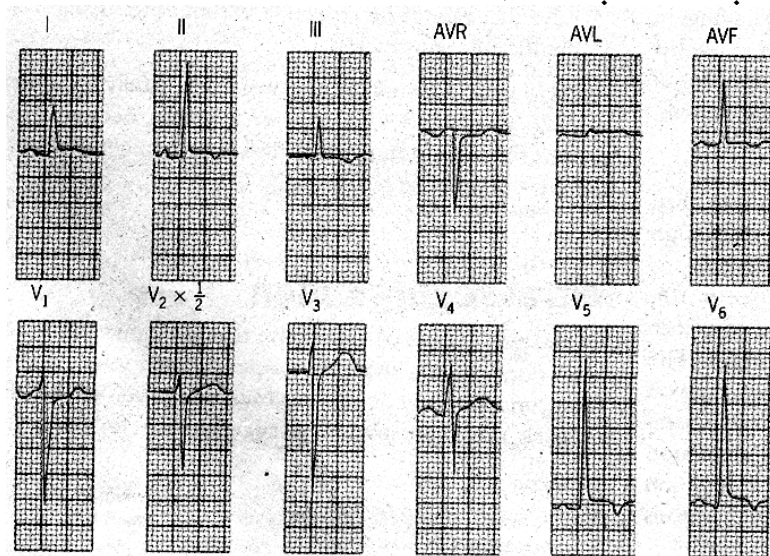 I II III AVR AVL AVF
V₁ V₂ × ½ V₃ V₄ V₅ V₆